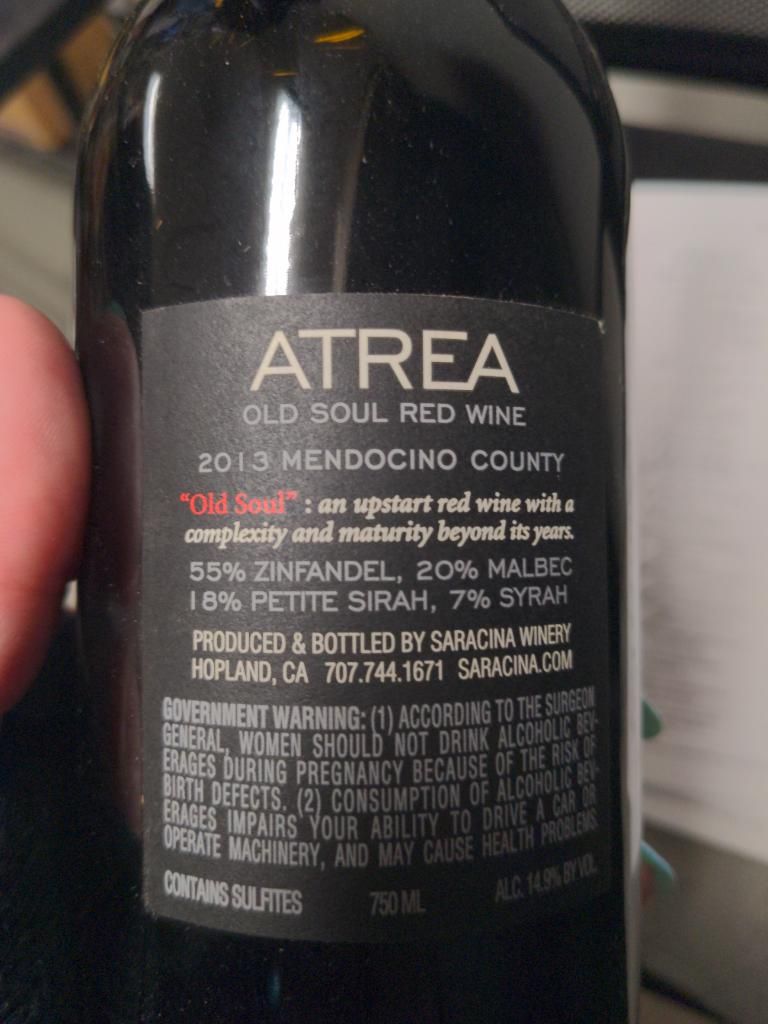 ATREA
OLD SOUL RED WINE
2013 MENDOCINO COUNTY
"Old Soul" : an upstart red wine with a
complexity and maturity beyond its years.
55% ZINFANDEL, 20% MALBEC
18% PETITE SIRAH, 7% SYRAH
PRODUCED & BOTTLED BY SARACINA WINERY
HOPLAND, CA 707.744.1671 SARACINA.COM
GOVERNMENT WARNING: (1) ACCORDING TO THE SURGEON
GENERAL, WOMEN SHOULD NOT DRINK ALCOHOLIC BEV-
ERAGES DURING PREGNANCY BECAUSE OF THE RISK OF
BIRTH DEFECTS. (2) CONSUMPTION OF ALCOHOLIC BEV-
ERAGES IMPAIRS YOUR ABILITY TO DRIVE A CAR OR
OPERATE MACHINERY, AND MAY CAUSE HEALTH PROBLEMS.
CONTAINS SULFITES 750 ML ALC. 14.9% BY VOL.